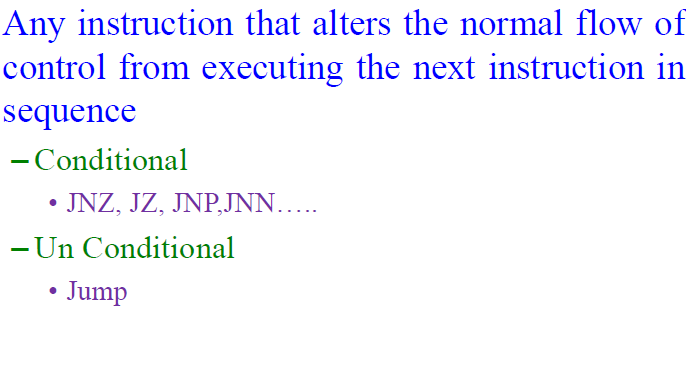 Any instruction that alters the normal flow of
control from executing the next instruction in
sequence
– Conditional
• JNZ, JZ, JNP,JNN…..
– Un Conditional
• Jump